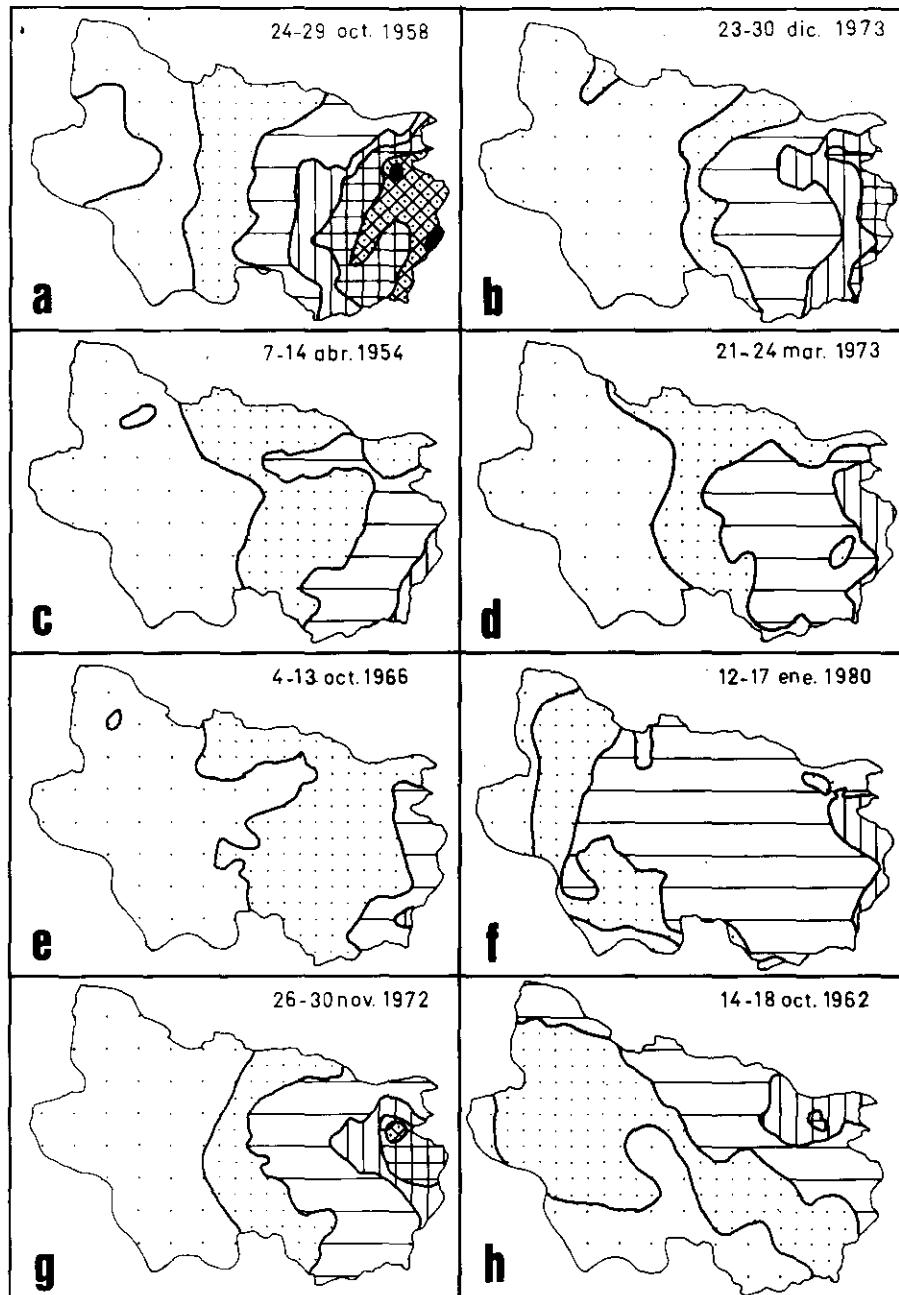 24-29 oct. 1958
a
23-30 dic. 1973
b
7-14 abr. 1954
c
21-24 mar. 1973
d
4-13 oct. 1966
e
12-17 ene. 1980
f
26-30 nov. 1972
g
14-18 oct. 1962
h